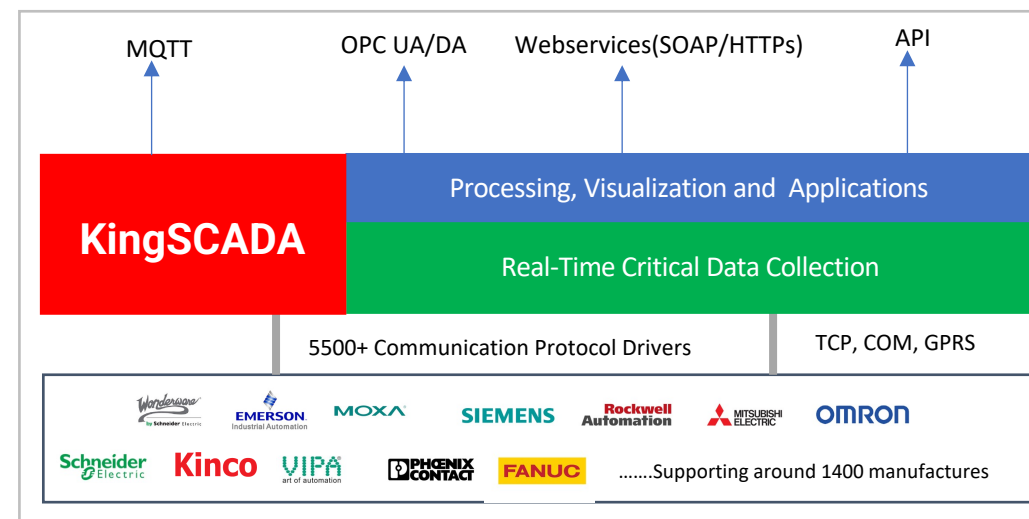 MQTT
OPC UA/DA
Webservices(SOAP/HTTPs)
API
KingSCADA
Processing, Visualization and Applications
Real-Time Critical Data Collection
5500+ Communication Protocol Drivers
TCP, COM, GPRS
Wonderware
by Schneider Electric
EMERSON.
Industrial Automation
MOXA
SIEMENS
Rockwell
Automation
MITSUBISHI
ELECTRIC
OMRON
Schneider
Electric
Kinco
VIPA
art of automation
PHŒNIX
CONTACT
FANUC
.......Supporting around 1400 manufactures